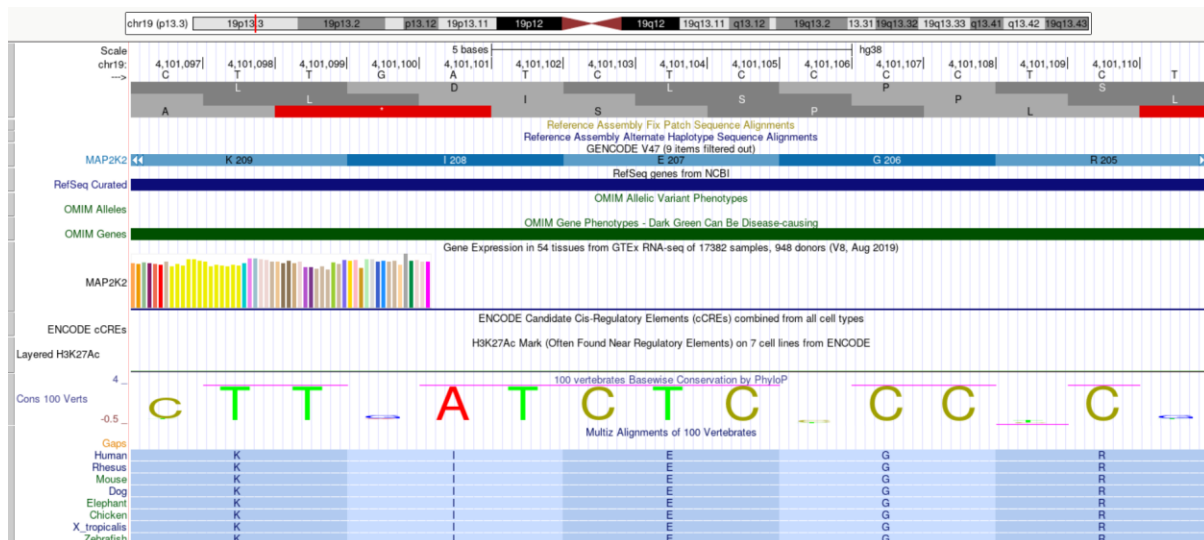 chr19 (p13.3) 19p13.3 19p13.2 p13.12 19p13.11 19p12 19q12 19q13.11 q13.12 19q13.2 13.31 19q13.32 19q13.33 q13.41 q13.42 19q13.43
Scale 5 bases hg38
chr19: 4,101,097 4,101,098 4,101,099 4,101,100 4,101,101 4,101,102 4,101,103 4,101,104 4,101,105 4,101,106 4,101,107 4,101,108 4,101,109 4,101,110
---> C T T G A T C T C C C C T C T
L D L P S
L I S P L
A * S P L
Reference Assembly Fix Patch Sequence Alignments
Reference Assembly Alternate Haplotype Sequence Alignments
GENCODE V47 (9 items filtered out)
MAP2K2 K 209 I 208 E 207 G 206 R 205
RefSeq genes from NCBI
RefSeq Curated
OMIM Allelic Variant Phenotypes
OMIM Alleles
OMIM Gene Phenotypes - Dark Green Can Be Disease-causing
OMIM Genes
Gene Expression in 54 tissues from GTEx RNA-seq of 17382 samples, 948 donors (V8, Aug 2019)
MAP2K2
ENCODE Candidate Cis-Regulatory Elements (cCREs) combined from all cell types
ENCODE cCREs
H3K27Ac Mark (Often Found Near Regulatory Elements) on 7 cell lines from ENCODE
Layered H3K27Ac
100 vertebrates Basewise Conservation by PhyloP
4 _
Cons 100 Verts C T T A T C T C C C C
-0.5 _
Multiz Alignments of 100 Vertebrates
Gaps
Human K I E G R
Rhesus K I E G R
Mouse K I E G R
Dog K I E G R
Elephant K I E G R
Chicken K I E G R
X_tropicalis K I E G R
Zebrafish K I E G R